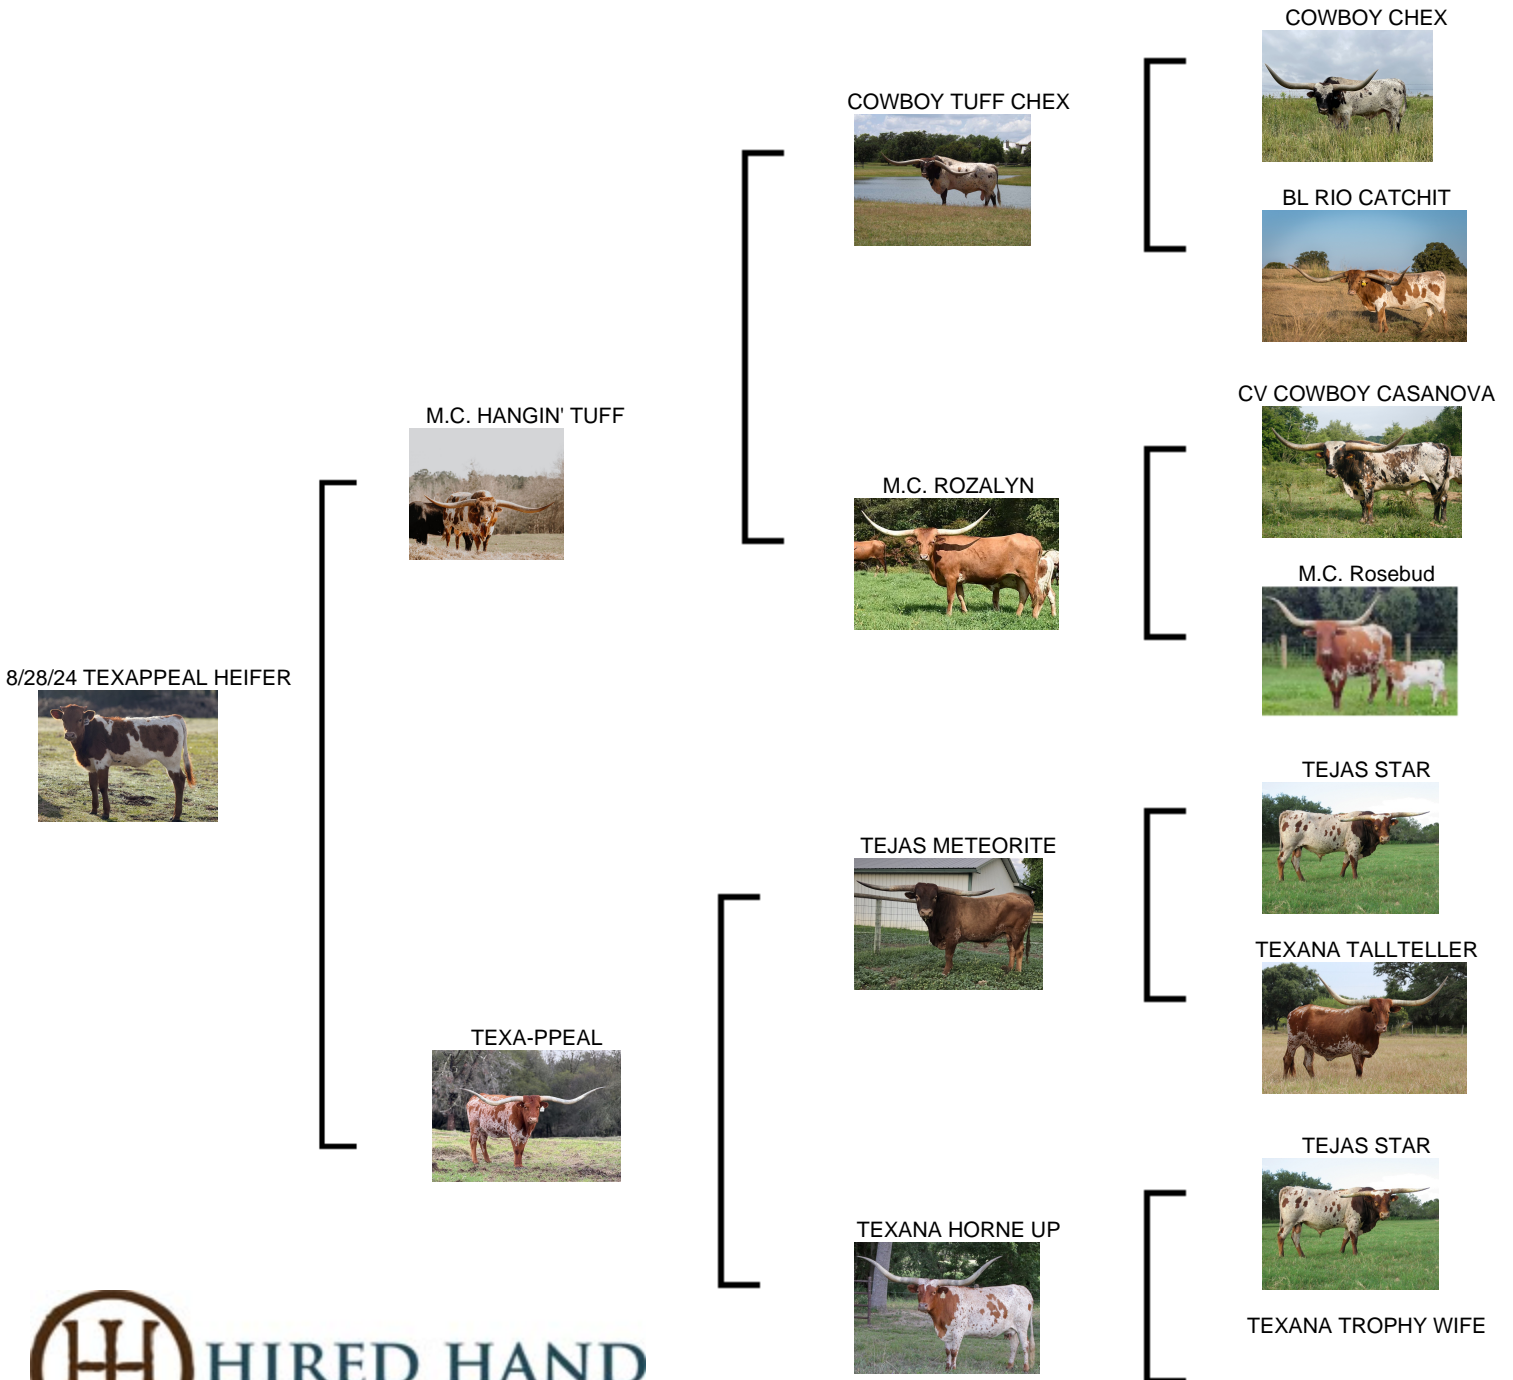 COWBOY CHEX
COWBOY TUFF CHEX
BL RIO CATCHIT
CV COWBOY CASANOVA
M.C. HANGIN' TUFF
M.C. ROZALYN
M.C. Rosebud
8/28/24 TEXAPPEAL HEIFER
TEJAS STAR
TEJAS METEORITE
TEXANA TALLTELLER
TEXA-PPEAL
TEJAS STAR
TEXANA HORNE UP
TEXANA TROPHY WIFE
HIRED HAND